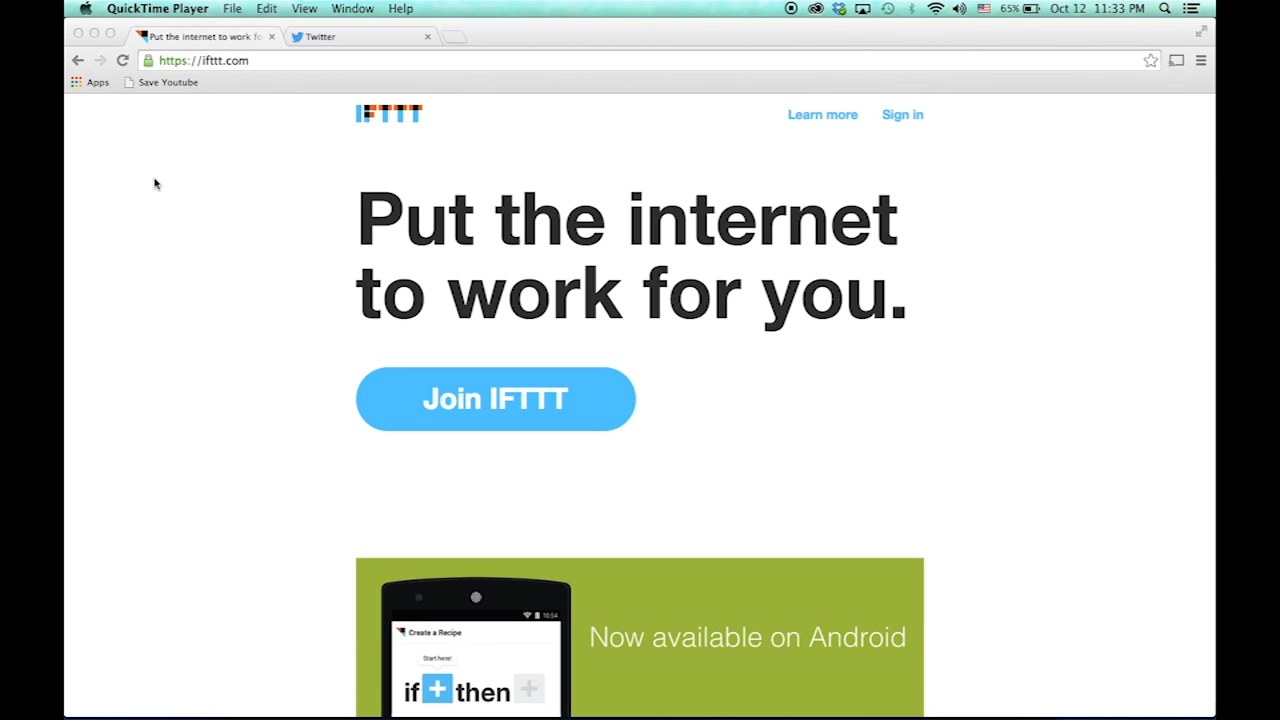 QuickTime Player File Edit View Window Help 65% Oct 12 11:33 PM
Put the internet to work fo Twitter
https://ifttt.com
Apps Save Youtube
IFTTT Learn more Sign in
Put the internet
to work for you.
Join IFTTT
10:54
Create a Recipe
Start here!
if + then +
Now available on Android